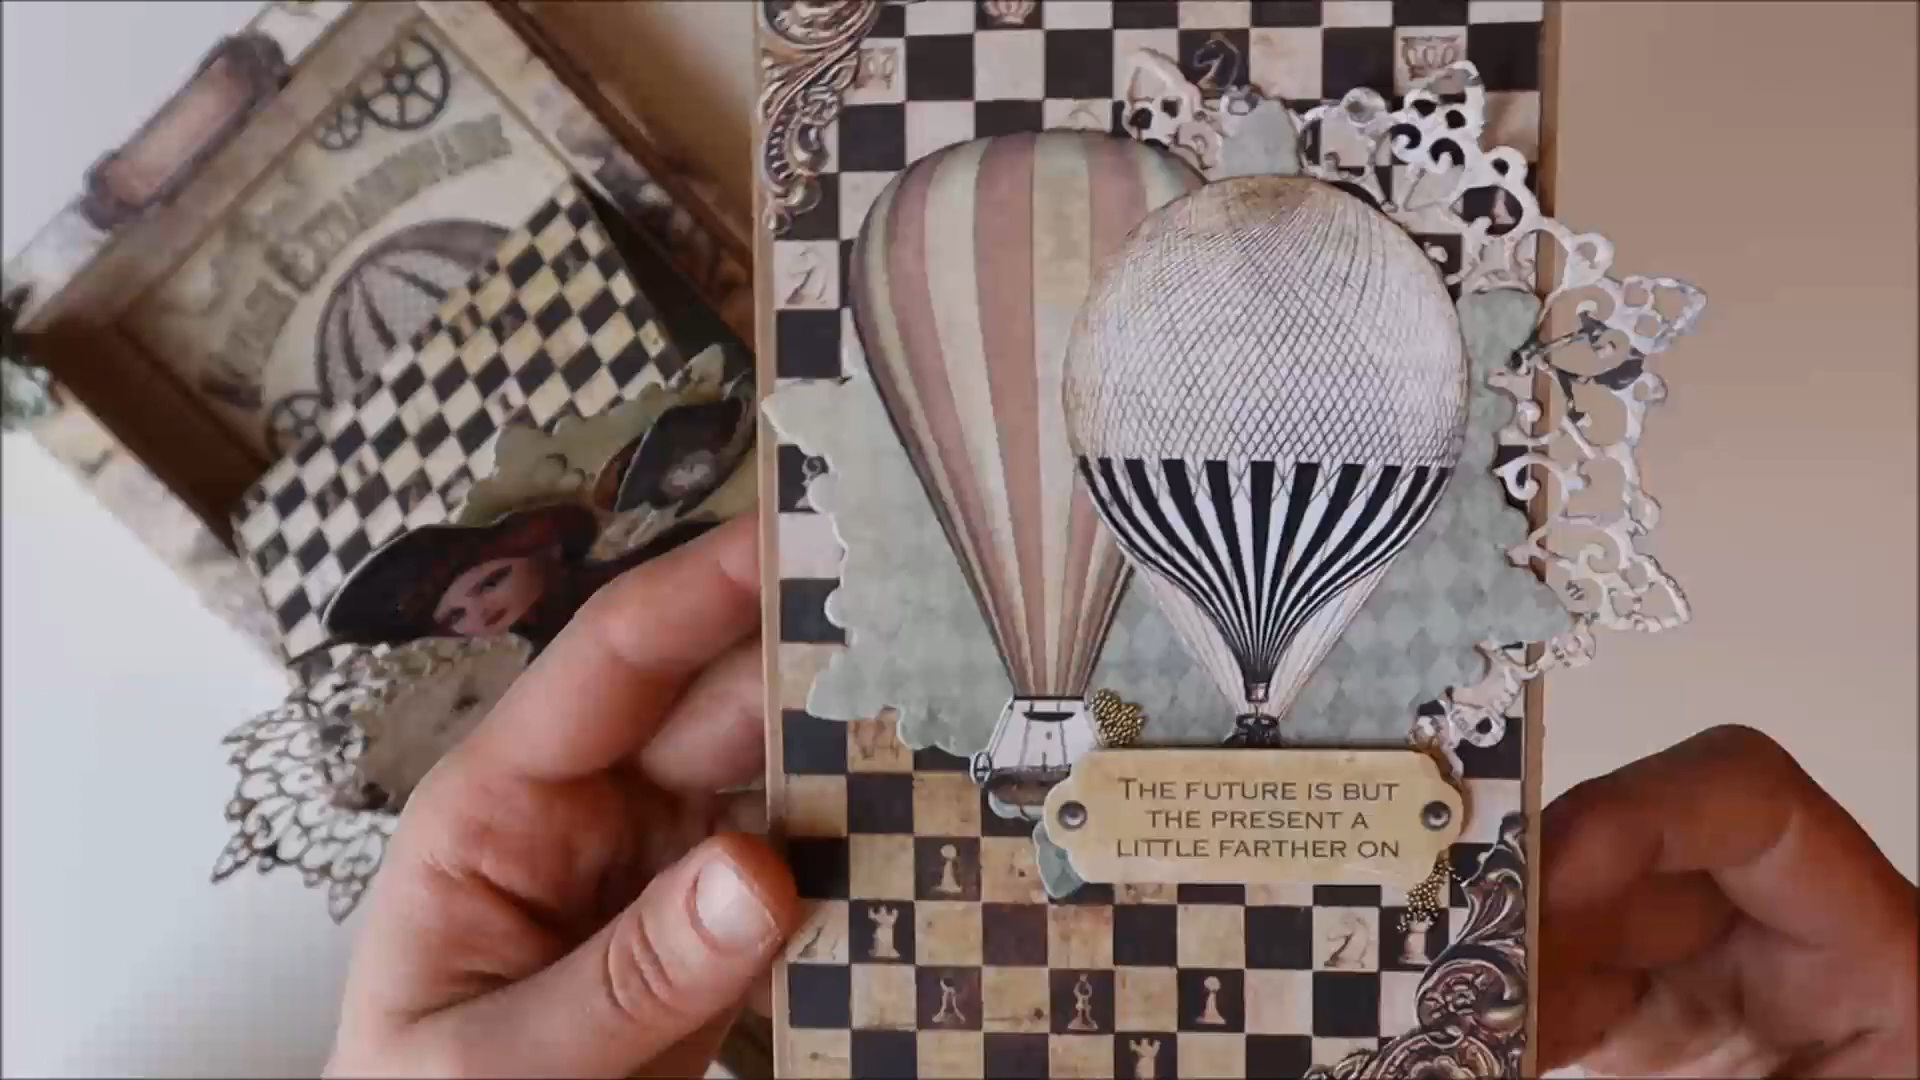 THE FUTURE IS BUT
THE PRESENT A
LITTLE FARTHER ON